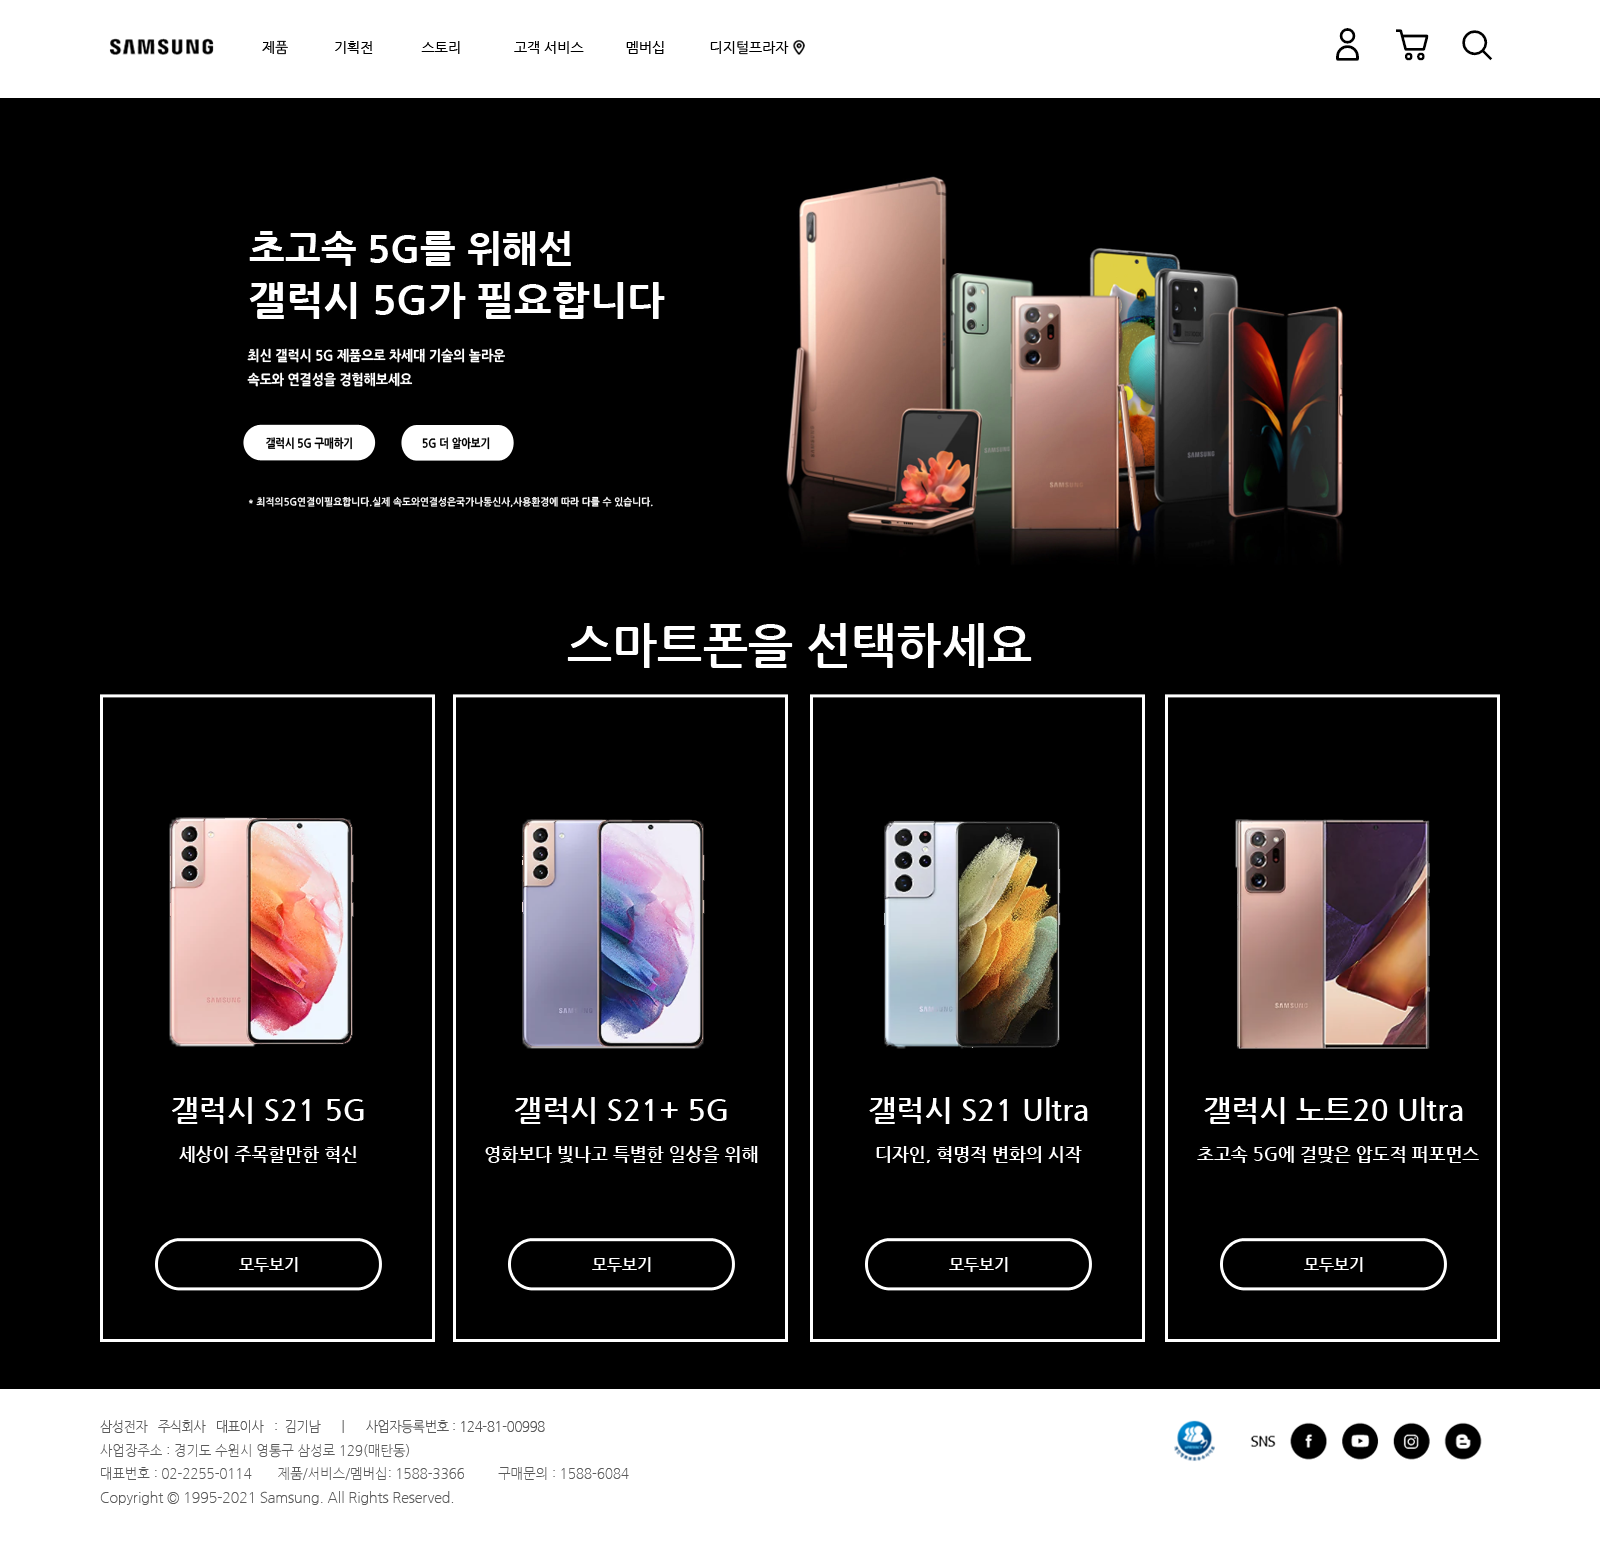 SAMSUNG 제품 기획전 스토리 고객 서비스 멤버십 디지털프라자
초고속 5G를 위해선
갤럭시 5G가 필요합니다
최신 갤럭시 5G 제품으로 차세대 기술의 놀라운
속도와 연결성을 경험해보세요
갤럭시 5G 구매하기 5G 더 알아보기
* 최적의5G연결이필요합니다.실제 속도와연결성은국가나통신사,사용환경에 따라 다를 수 있습니다.
SAMSUNG
SAMSUNG
SAMSUNG
스마트폰을 선택하세요
SAMSUNG
SAMSUNG
SAMSUNG
갤럭시 S21 5G
세상이 주목할만한 혁신
모두보기
갤럭시 S21+ 5G
영화보다 빛나고 특별한 일상을 위해
모두보기
갤럭시 S21 Ultra
디자인, 혁명적 변화의 시작
모두보기
갤럭시 노트20 Ultra
초고속 5G에 걸맞은 압도적 퍼포먼스
모두보기
삼성전자 주식회사 대표이사 : 김기남 | 사업자등록번호 : 124-81-00998
사업장주소 : 경기도 수원시 영통구 삼성로 129(매탄동)
대표번호 : 02-2255-0114 제품/서비스/멤버십: 1588-3366 구매문의 : 1588-6084
Copyright © 1995-2021 Samsung. All Rights Reserved.
SNS